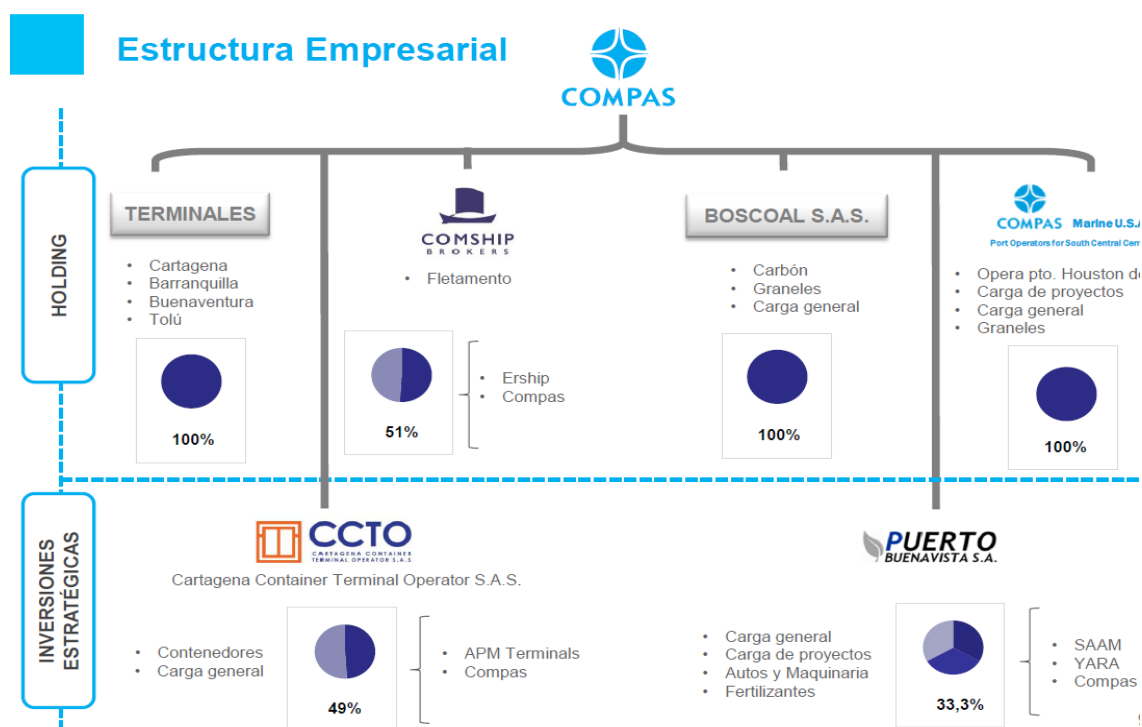 Estructura Empresarial
COMPAS
HOLDING
TERMINALES
• Cartagena
• Barranquilla
• Buenaventura
• Tolú
100%
COMSHIP
BROKERS
• Fletamento
51%
• Ership
• Compas
BOSCOAL S.A.S.
• Carbón
• Graneles
• Carga general
100%
COMPAS Marine U.S.A
Port Operators for South Central
• Opera pto. Houston de
• Carga de proyectos
• Carga general
• Graneles
100%
INVERSIONES
ESTRATÉGICAS
CCTO
CARTAGENA CONTAINER
TERMINAL OPERATOR S.A.S
Cartagena Container Terminal Operator S.A.S.
• Contenedores
• Carga general
49%
• APM Terminals
• Compas
PUERTO
BUENAVISTA S.A.
• Carga general
• Carga de proyectos
• Autos y Maquinaria
• Fertilizantes
33,3%
• SAAM
• YARA
• Compas